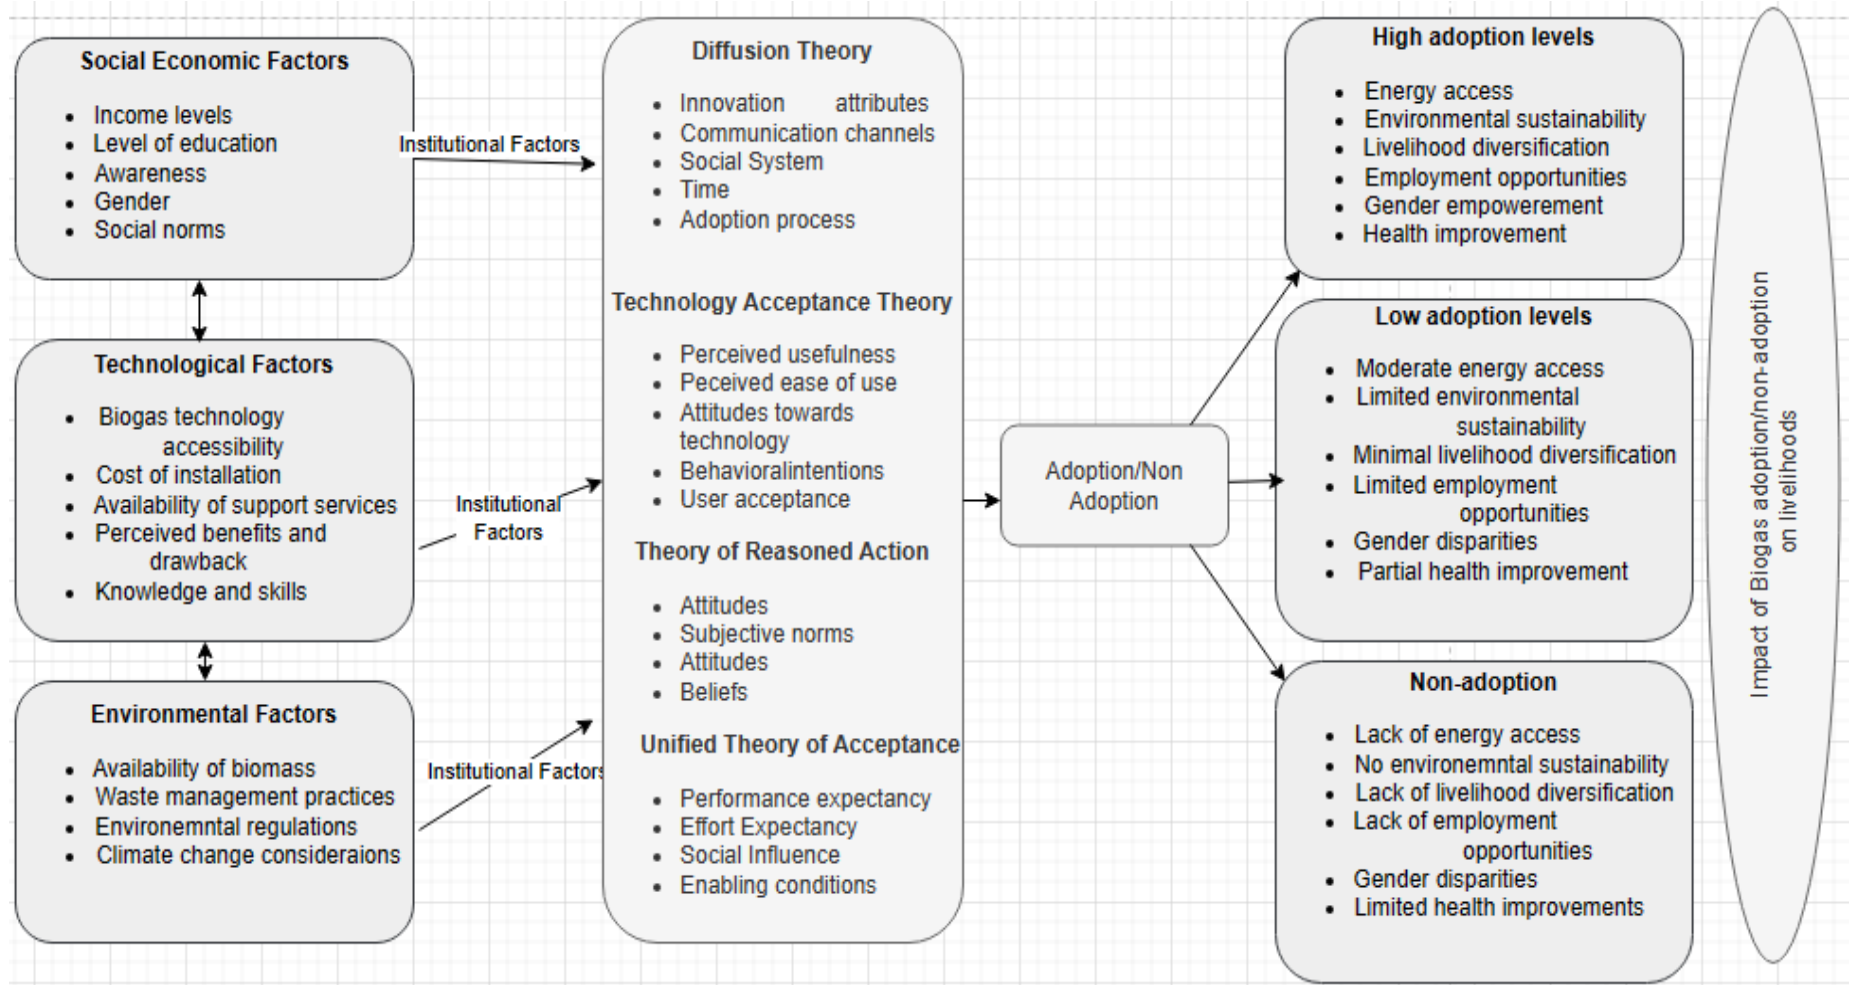 Social Economic Factors
• Income levels
• Level of education
• Awareness
• Gender
• Social norms
Technological Factors
• Biogas technology
accessibility
• Cost of installation
• Availability of support services
• Perceived benefits and
drawback
• Knowledge and skills
Environmental Factors
• Availability of biomass
• Waste management practices
• Environemntal regulations
• Climate change consideraions
Institutional Factors
Institutional
Factors
Institutional Factors
Diffusion Theory
• Innovation attributes
• Communication channels
• Social System
• Time
• Adoption process
Technology Acceptance Theory
• Perceived usefulness
• Peceived ease of use
• Attitudes towards
technology
• Behavioralintentions
• User acceptance
Theory of Reasoned Action
• Attitudes
• Subjective norms
• Attitudes
• Beliefs
Unified Theory of Acceptance
• Performance expectancy
• Effort Expectancy
• Social Influence
• Enabling conditions
Adoption/Non
Adoption
High adoption levels
• Energy access
• Environmental sustainability
• Livelihood diversification
• Employment opportunities
• Gender empowerement
• Health improvement
Low adoption levels
• Moderate energy access
• Limited environmental
sustainability
• Minimal livelihood diversification
• Limited employment
opportunities
• Gender disparities
• Partial health improvement
Non-adoption
• Lack of energy access
• No environemntal sustainability
• Lack of livelihood diversification
• Lack of employment
opportunities
• Gender disparities
• Limited health improvements
Impact of Biogas adoption/non-adoption
on livelihoods